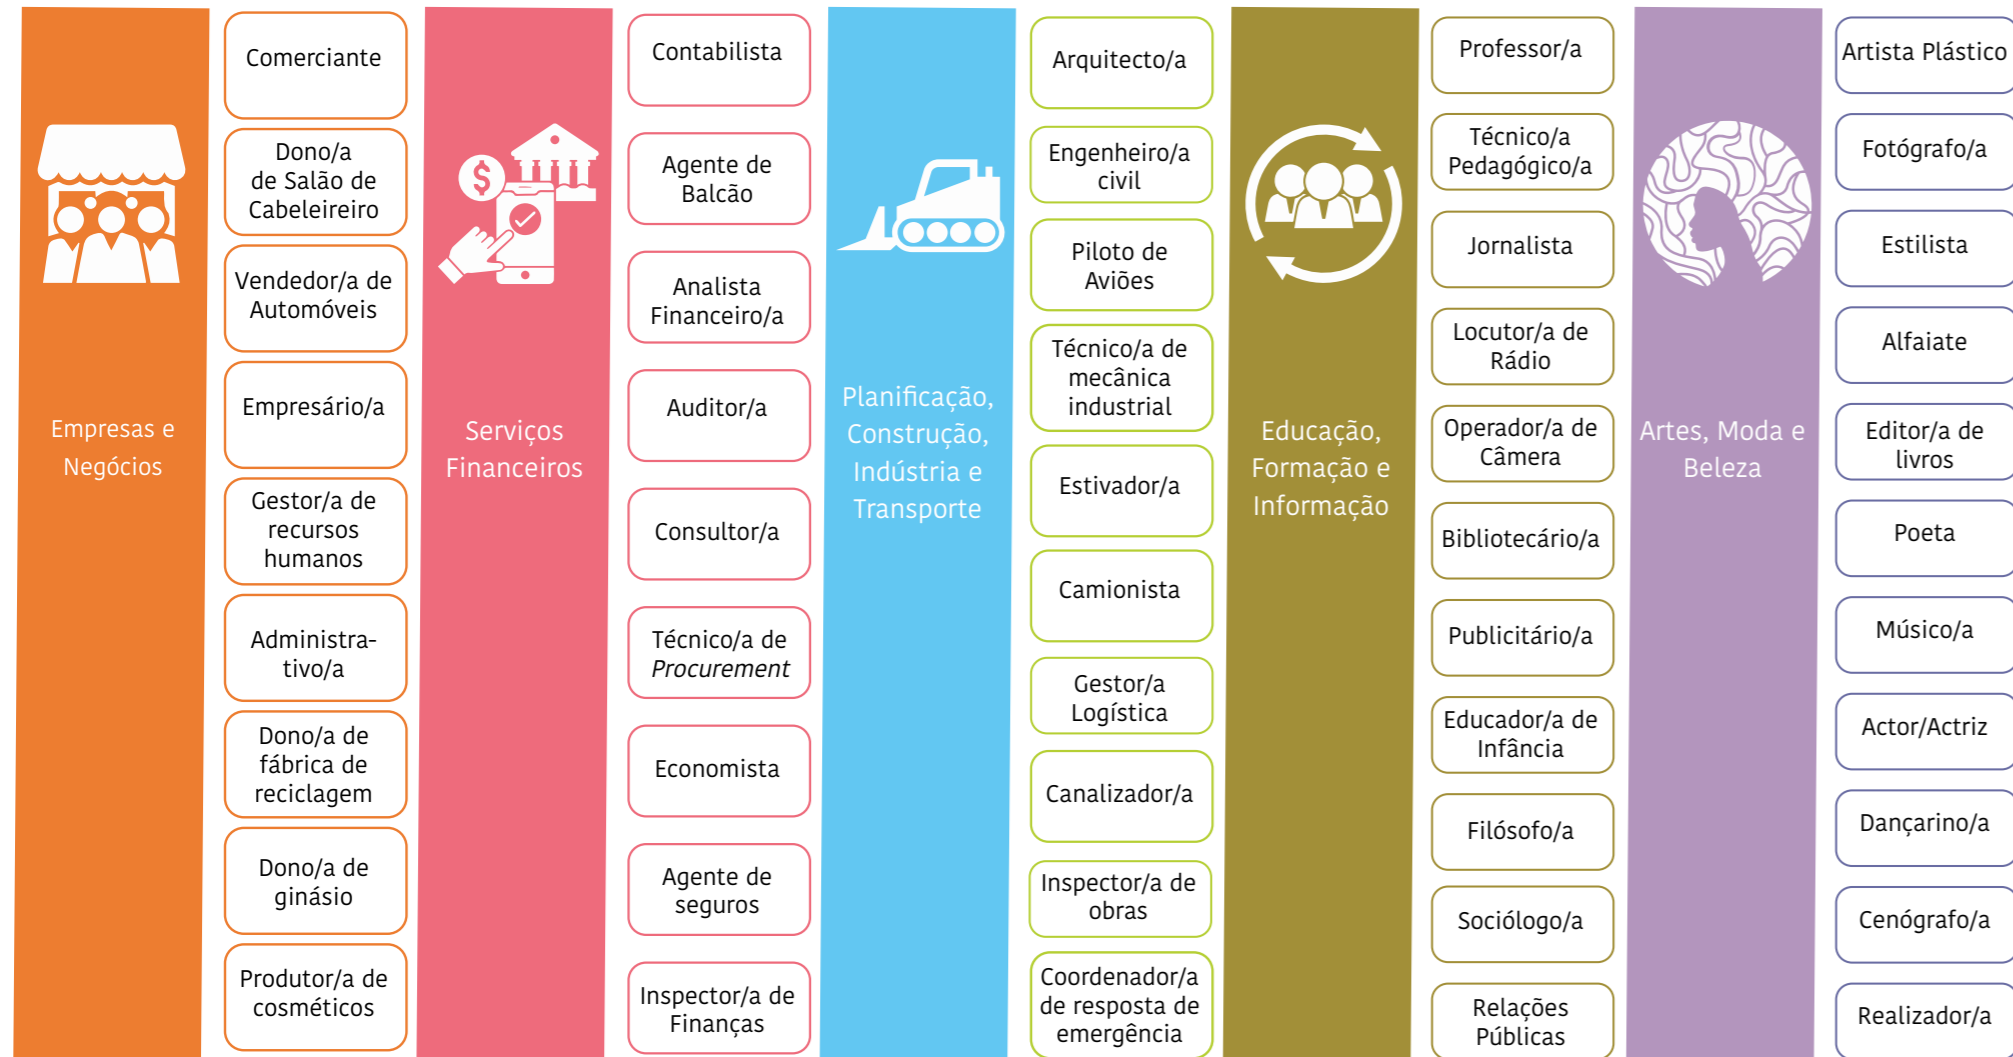 Empresas e
Negócios
Comerciante
Dono/a
de Salão de
Cabeleireiro
Vendedor/a de
Automóveis
Empresário/a
Gestor/a de
recursos
humanos
Administra-
tivo/a
Dono/a de
fábrica de
reciclagem
Dono/a de
ginásio
Produtor/a de
cosméticos
Serviços
Financeiros
$
Contabilista
Agente de
Balcão
Analista
Financeiro/a
Auditor/a
Consultor/a
Técnico/a de
Procurement
Economista
Agente de
seguros
Inspector/a de
Finanças
Planificação,
Construção,
Indústria e
Transporte
Arquitecto/a
Engenheiro/a
civil
Piloto de
Aviões
Técnico/a de
mecânica
industrial
Estivador/a
Camionista
Gestor/a
Logística
Canalizador/a
Inspector/a de
obras
Coordenador/a
de resposta de
emergência
Educação,
Formação e
Informação
Professor/a
Técnico/a
Pedagógico/a
Jornalista
Locutor/a de
Rádio
Operador/a de
Câmera
Bibliotecário/a
Publicitário/a
Educador/a de
Infância
Filósofo/a
Sociólogo/a
Relações
Públicas
Artes, Moda e
Beleza
Artista Plástico
Fotógrafo/a
Estilista
Alfaiate
Editor/a de
livros
Poeta
Músico/a
Actor/Actriz
Dançarino/a
Cenógrafo/a
Realizador/a